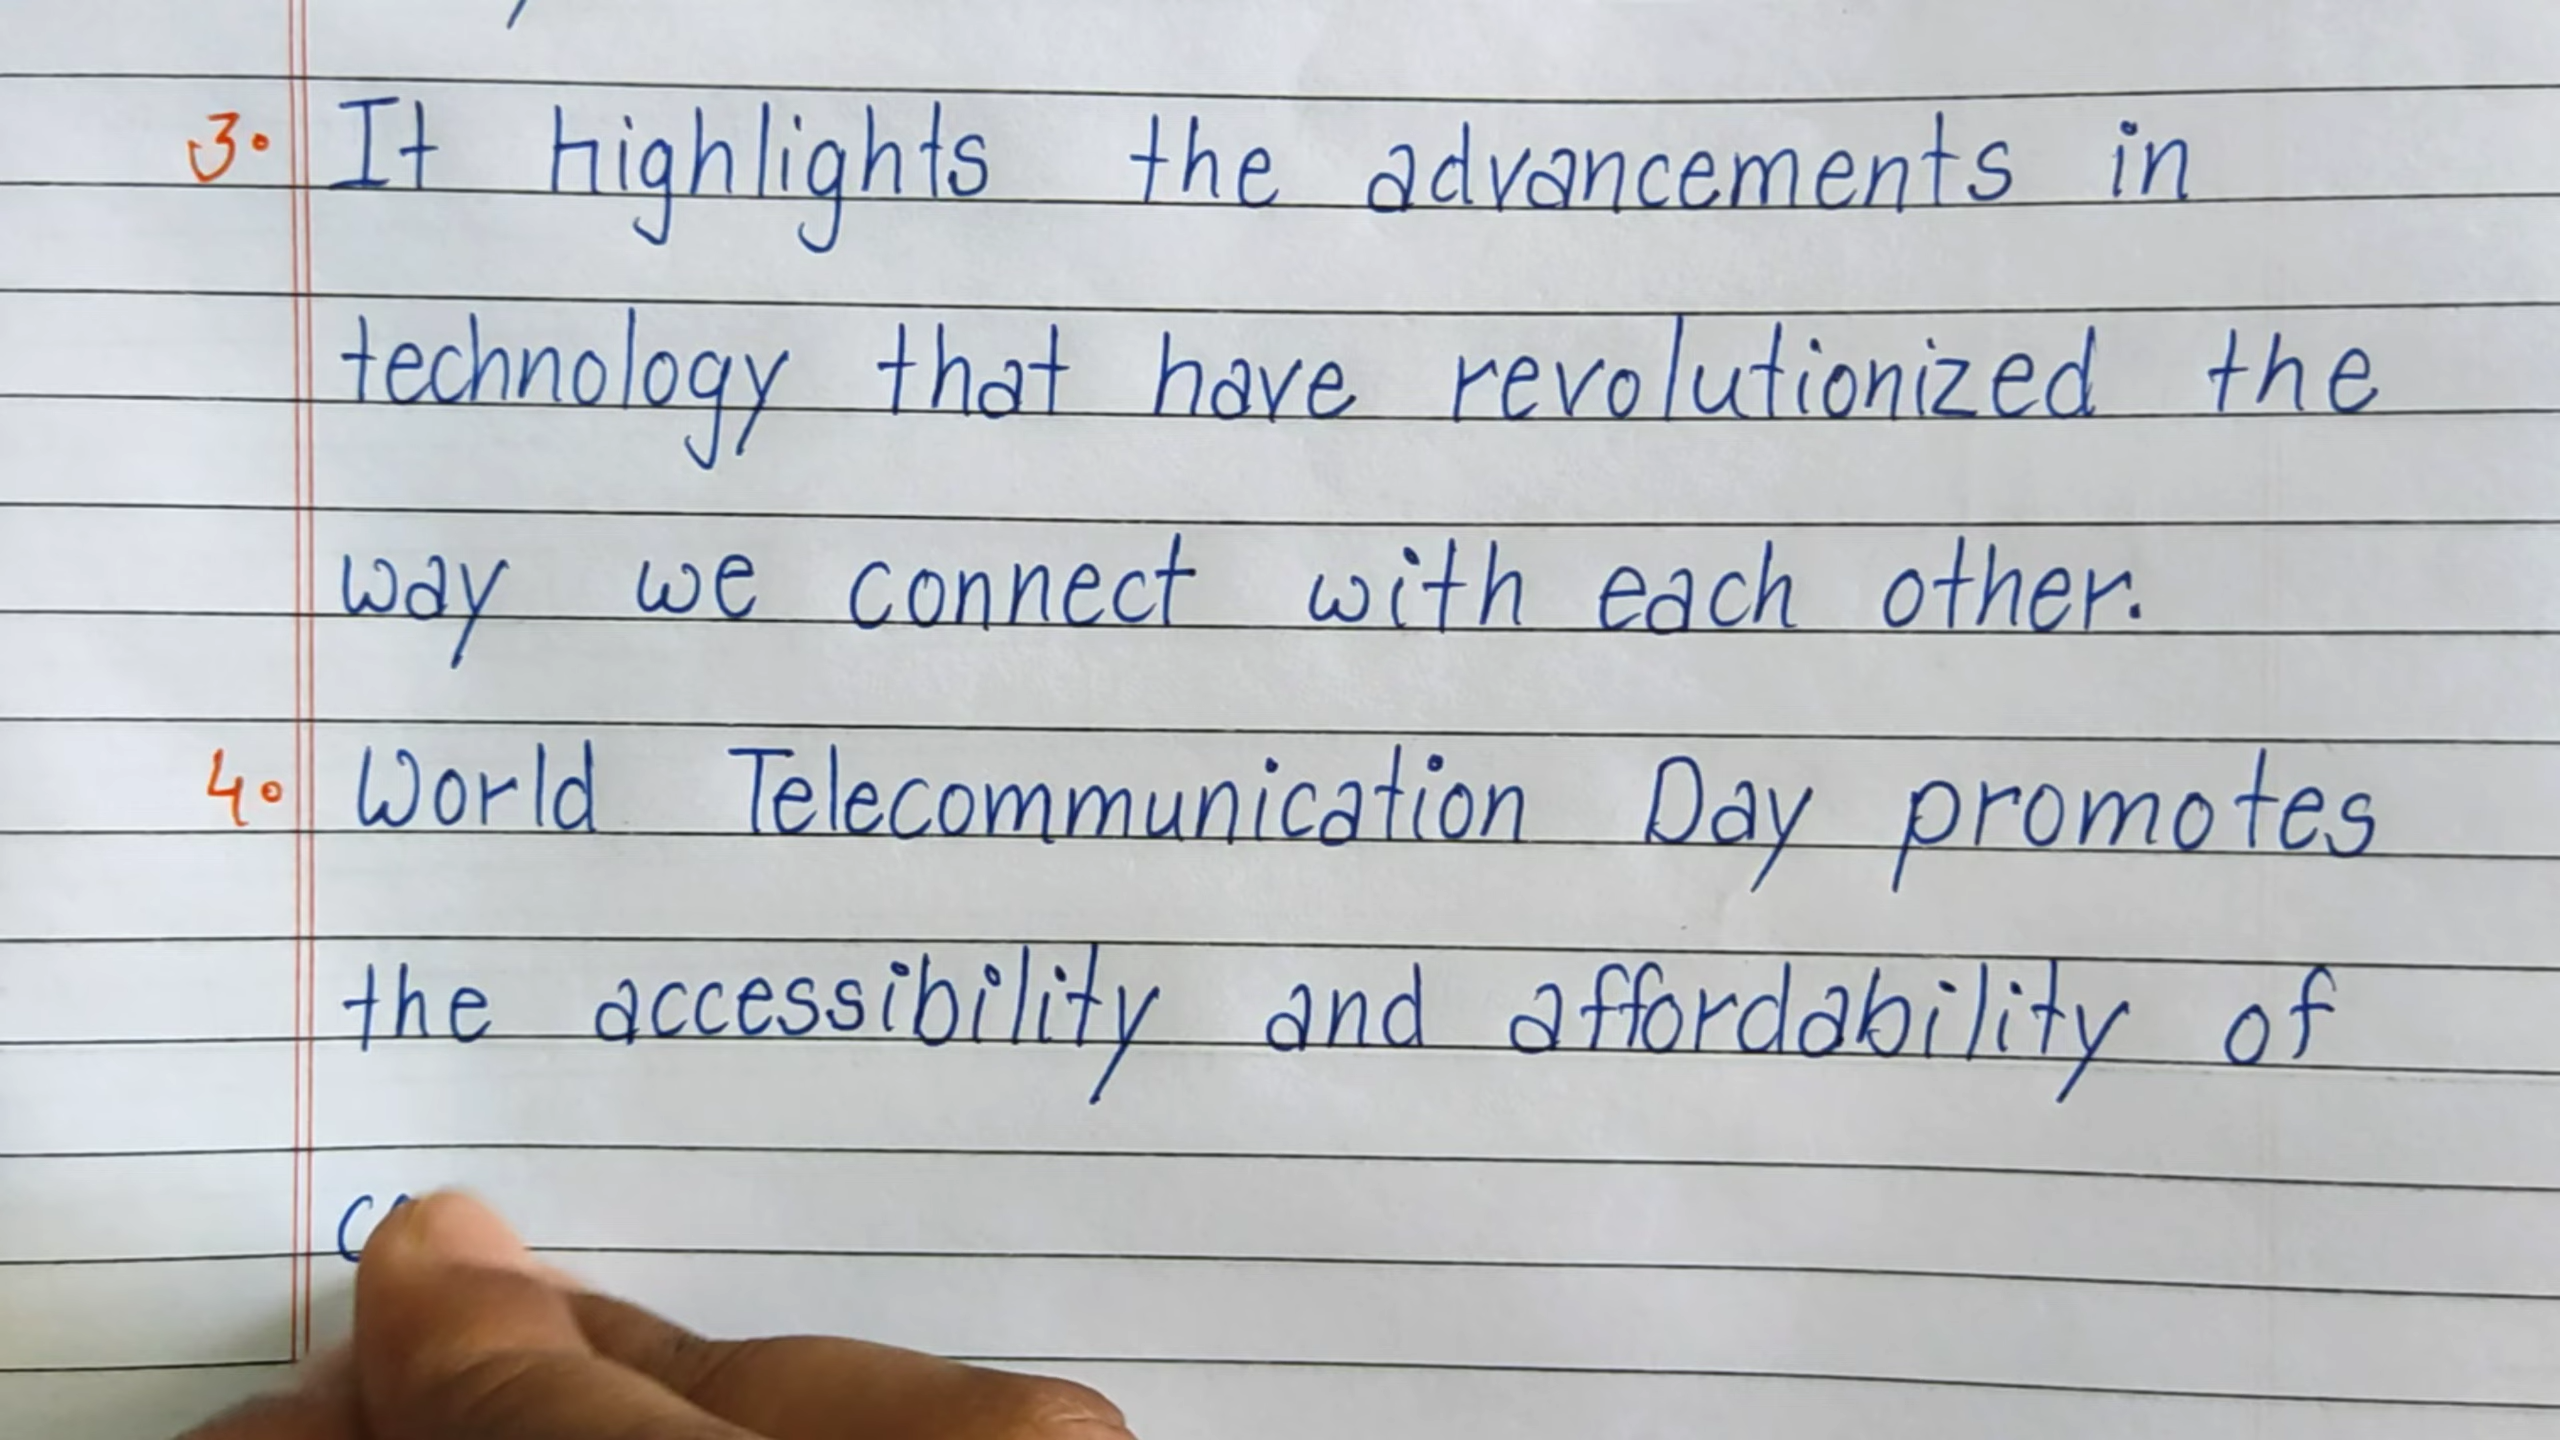 3. It highlights the advancements in
technology that have revolutionized the
way we connect with each other.
4. World Telecommunication Day promotes
the accessibility and affordability of